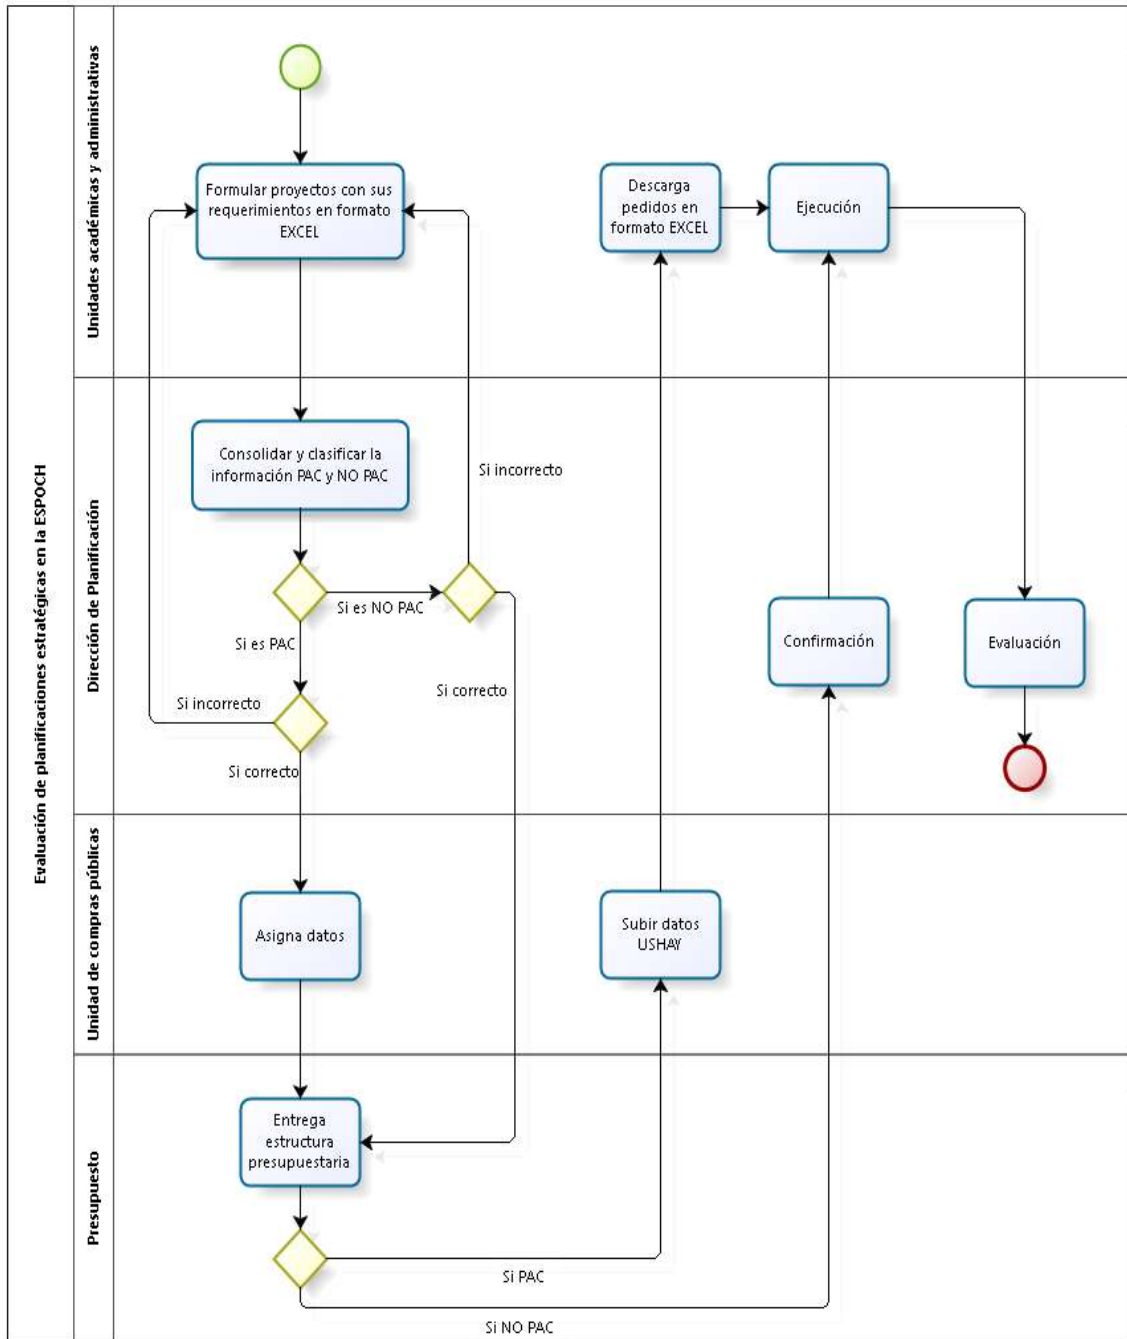 Evaluación de planificaciones estratégicas en la ESPOCH
Unidades académicas y administrativas
Formular proyectos con sus
requerimientos en formato
EXCEL
Descarga
pedidos en
formato EXCEL
Ejecución
Dirección de Planificación
Consolidar y clasificar la
información PAC y NO PAC
Si incorrecto
Si es NO PAC
Si es PAC
Si incorrecto
Si correcto
Si correcto
Confirmación
Evaluación
Unidad de compras públicas
Asigna datos
Subir datos
USHAY
Presupuesto
Entrega
estructura
presupuestaria
Si PAC
Si NO PAC